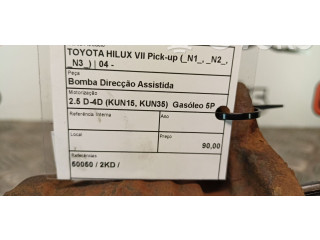 TOYOTA HILUX VII Pick-up (_N1_, _N2_,
_N3_) | 04 -
Peça
Bomba Direcção Assistida
Motorização
2.5 D-4D (KUN15, KUN35) Gasóleo 5P
Referência Interna
Ano
Local
Preço
90,00
Referências
50050 / 2KD /